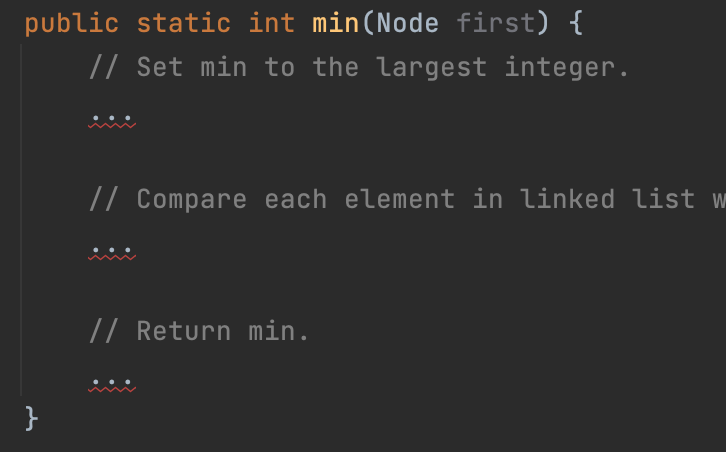 public static int min(Node first) {
// Set min to the largest integer.
...
// Compare each element in linked list
...
// Return min.
...
}